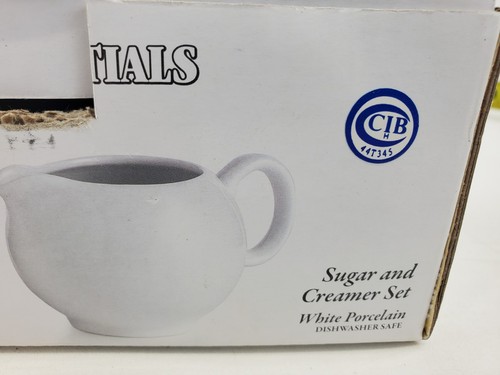 TIALS
CIB
H
44T345
Sugar and
Creamer Set
White Porcelain
DISHWASHER SAFE